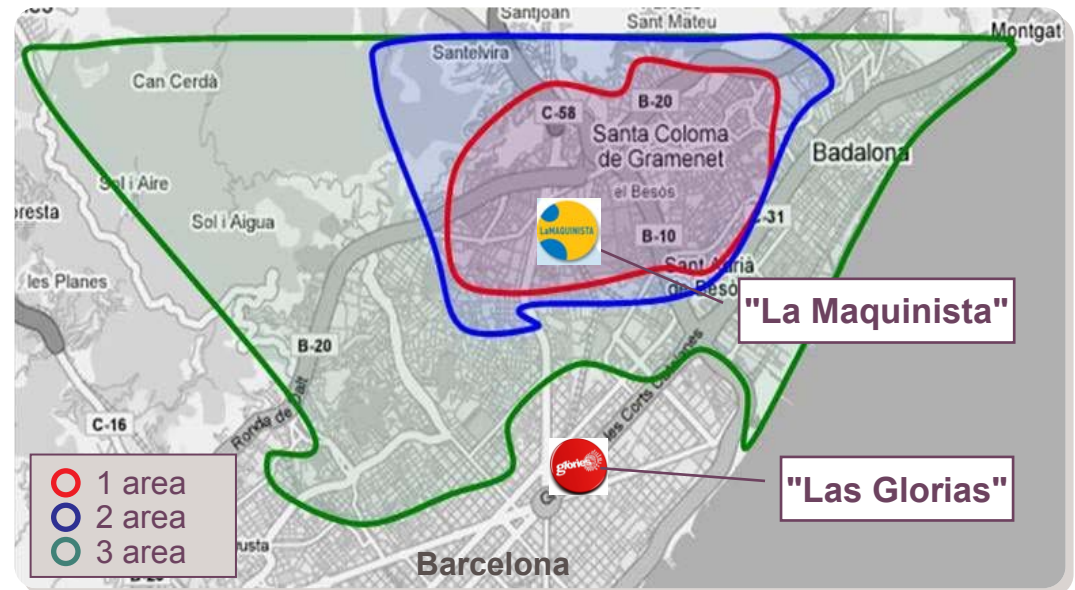 Santjoan
Sant Mateu
Montgat
Santelvira
Can Cerdà
B-20
C-58
Santa Coloma
de Gramenet
Badalona
Sol i Aire
el Besòs
Sol i Aigua
LaMAQUINISTA
C-31
B-10
Sant Adrià
de Besò
les Planes
"La Maquinista"
B-20
les Corts Catalanes
Ronda de Dalt
C-16
glòries
"Las Glorias"
1 area
2 area
3 area
Barcelona
B-20